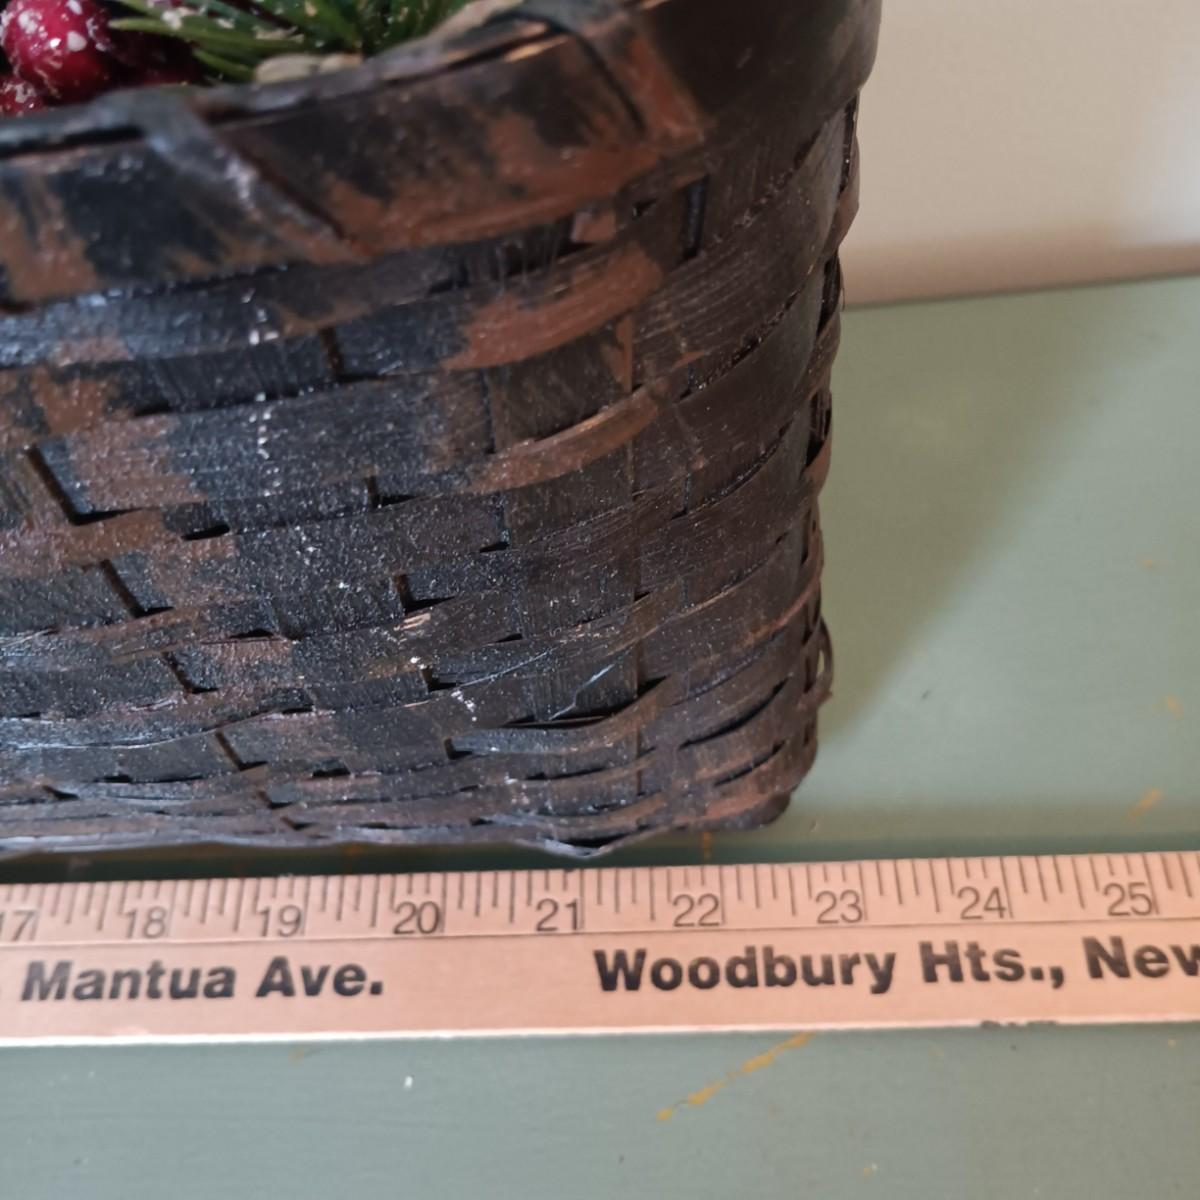 17 18 19 20 21 22 23 24 25
Mantua Ave. Woodbury Hts., New